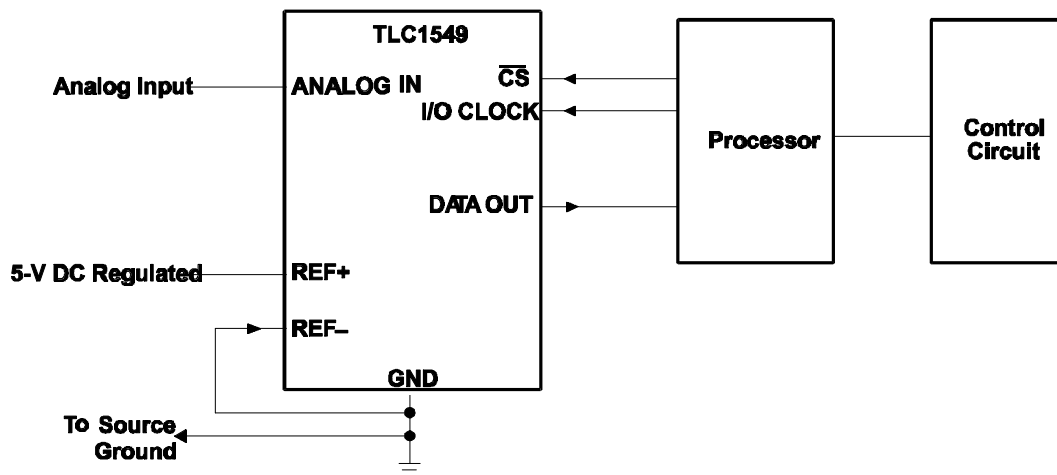 TLC1549
Analog Input
ANALOG IN
C̅S̅
I/O CLOCK
DATA OUT
5-V DC Regulated
REF+
REF–
GND
To Source
Ground
Processor
Control
Circuit